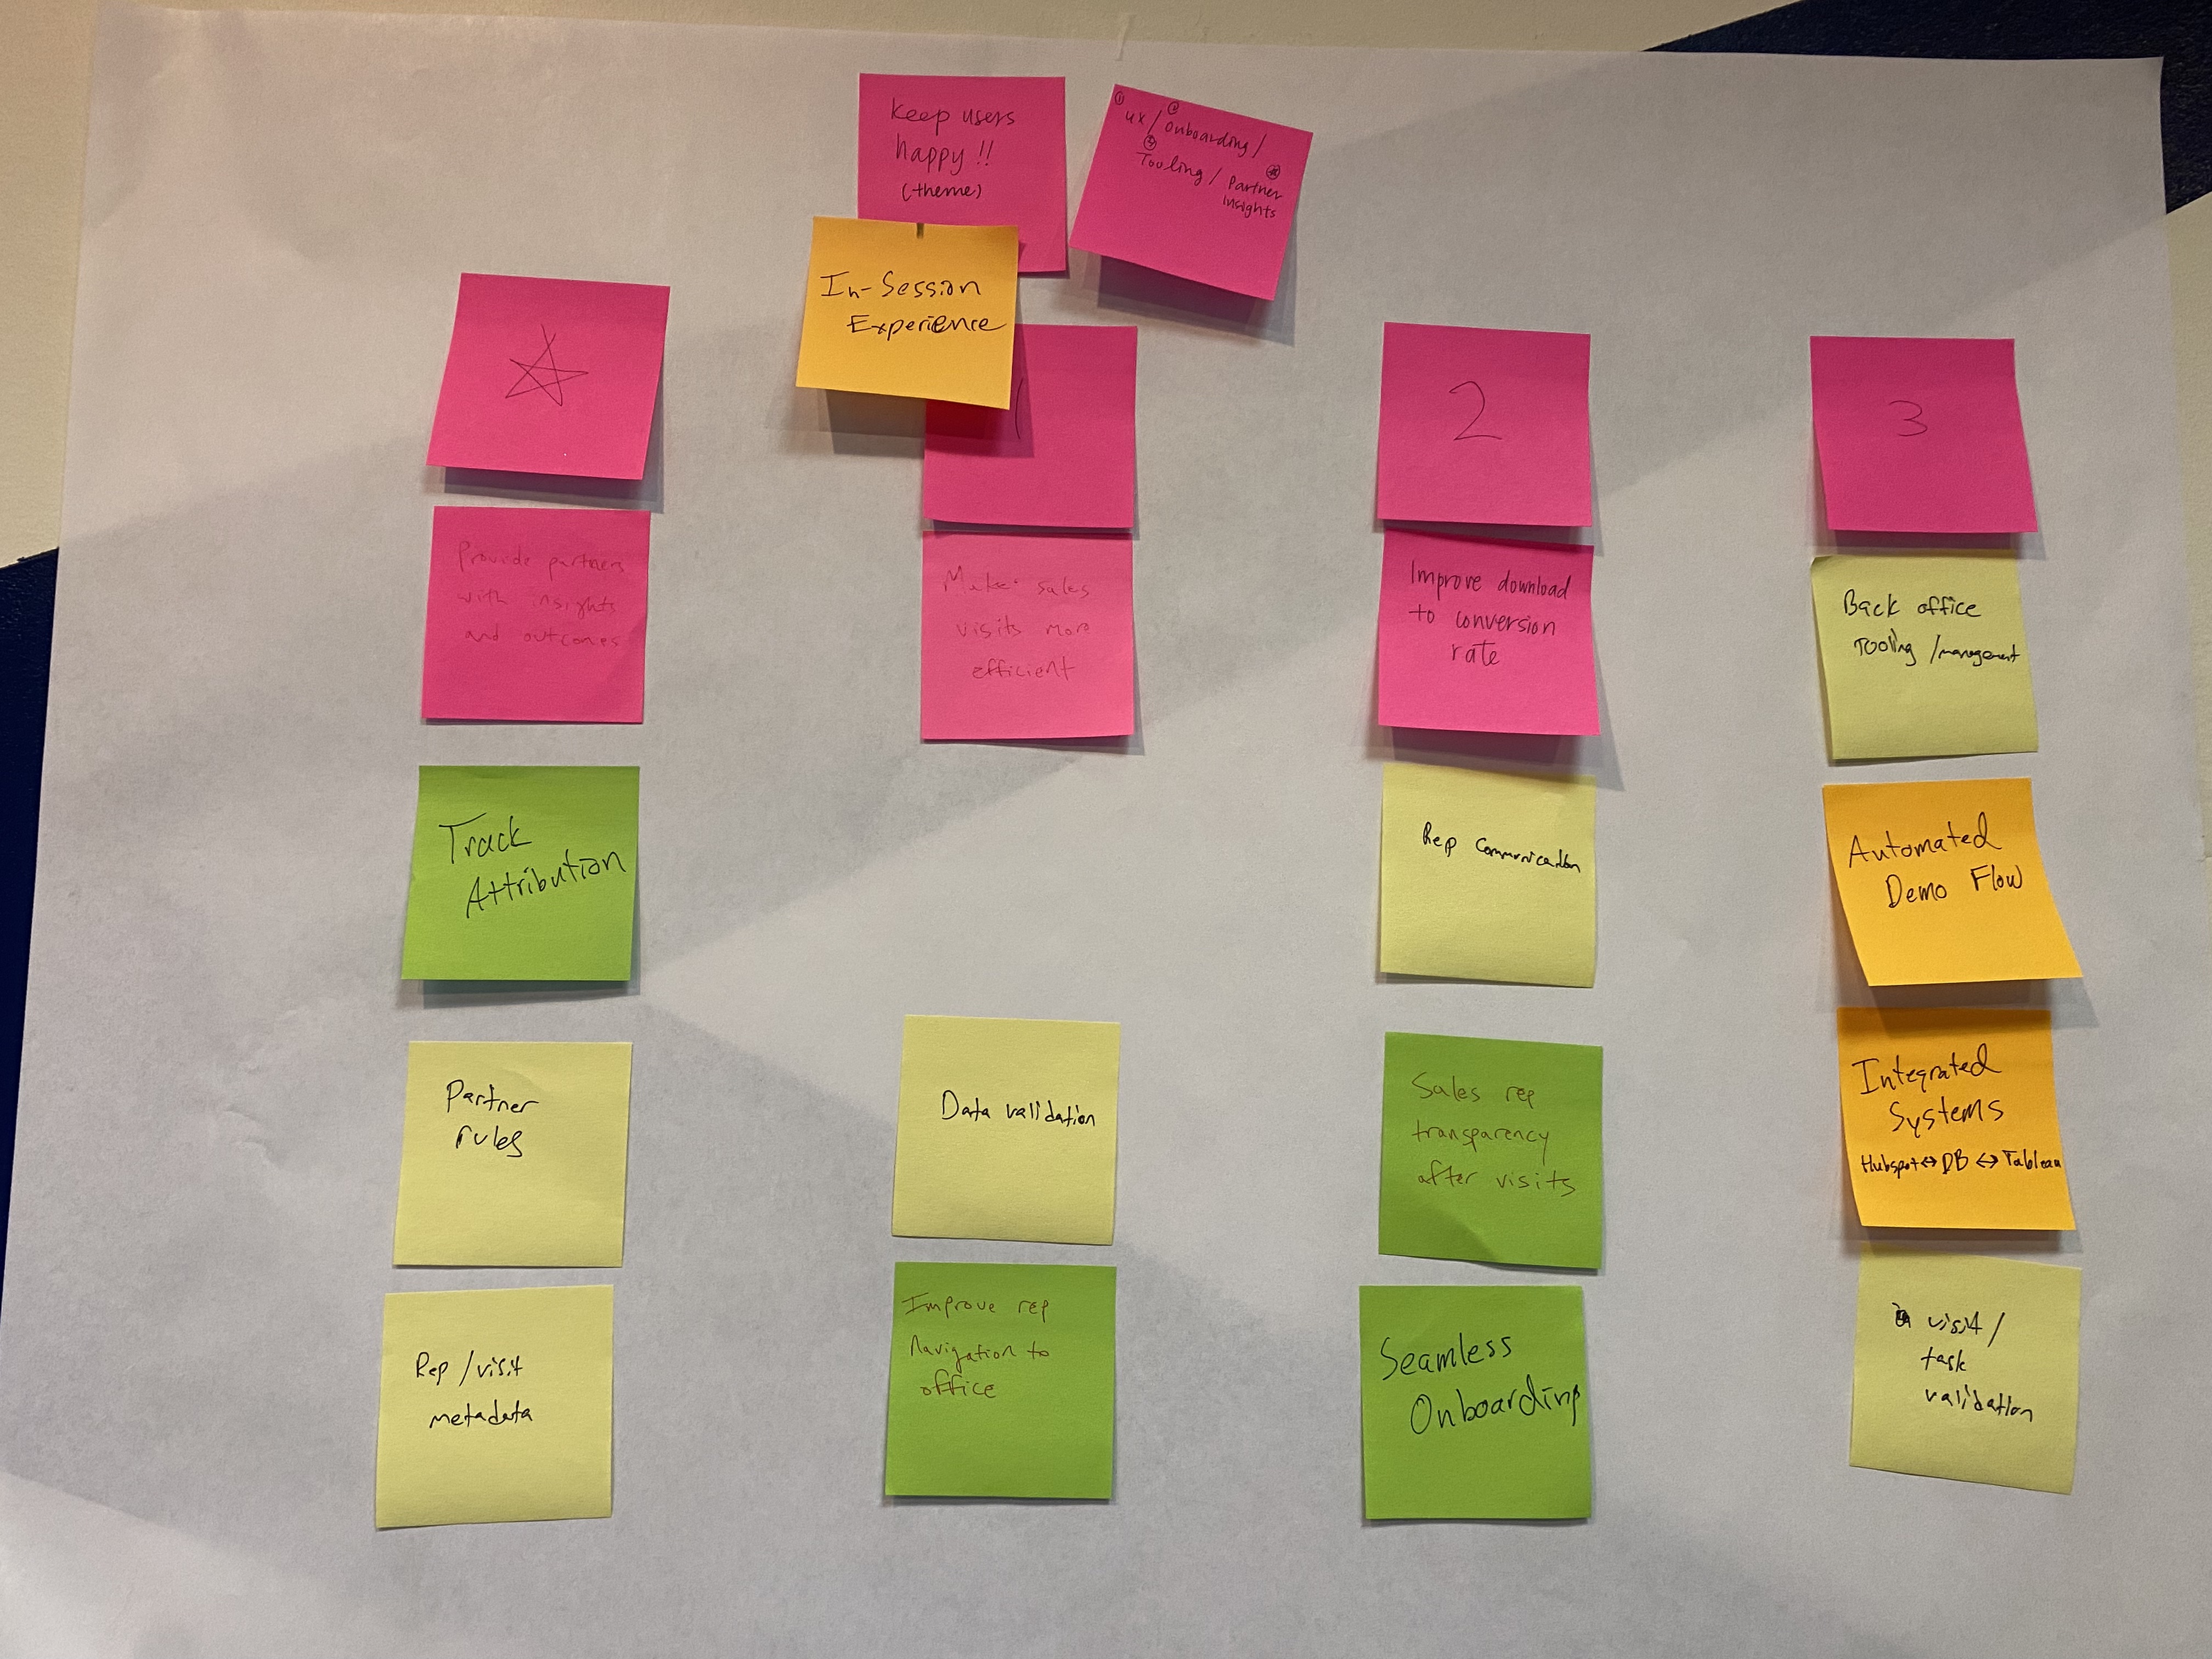 Keep users
happy !!
(theme)
① ②
ux / onboarding /
③
Tooling / Partner
Insights
In-Session
Experience
1
2
3
Provide partners
with insights
and outcomes
Make sales
visits more
efficient
Improve download
to conversion
rate
Back office
Tooling / management
Track
Attribution
Rep Communication
Automated
Demo Flow
Partner
rules
Data validation
Sales rep
transparency
after visits
Integrated
Systems
Hubspot ↔ DB ↔ Tableau
Rep / visit
metadata
Improve rep
Navigation to
office
Seamless
Onboarding
visit /
task
validation